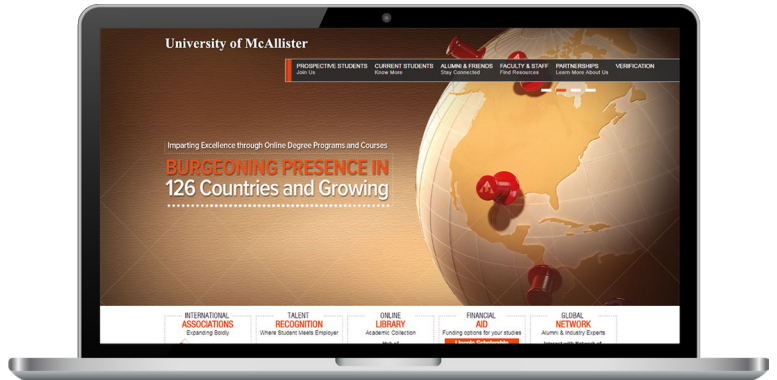 University of McAllister
PROSPECTIVE STUDENTS CURRENT STUDENTS ALUMNI & FRIENDS FACULTY & STAFF PARTNERSHIPS VERIFICATION
Join Us Know More Stay Connected Find Resources Learn More About Us
Imparting Excellence through Online Degree Programs and Courses
BURGEONING PRESENCE IN
126 Countries and Growing
INTERNATIONAL TALENT ONLINE FINANCIAL GLOBAL
ASSOCIATIONS RECOGNITION LIBRARY AID NETWORK
Expanding Boldly Where Student Meets Employer Academic Collection Funding options for your studies Alumni & Industry Experts